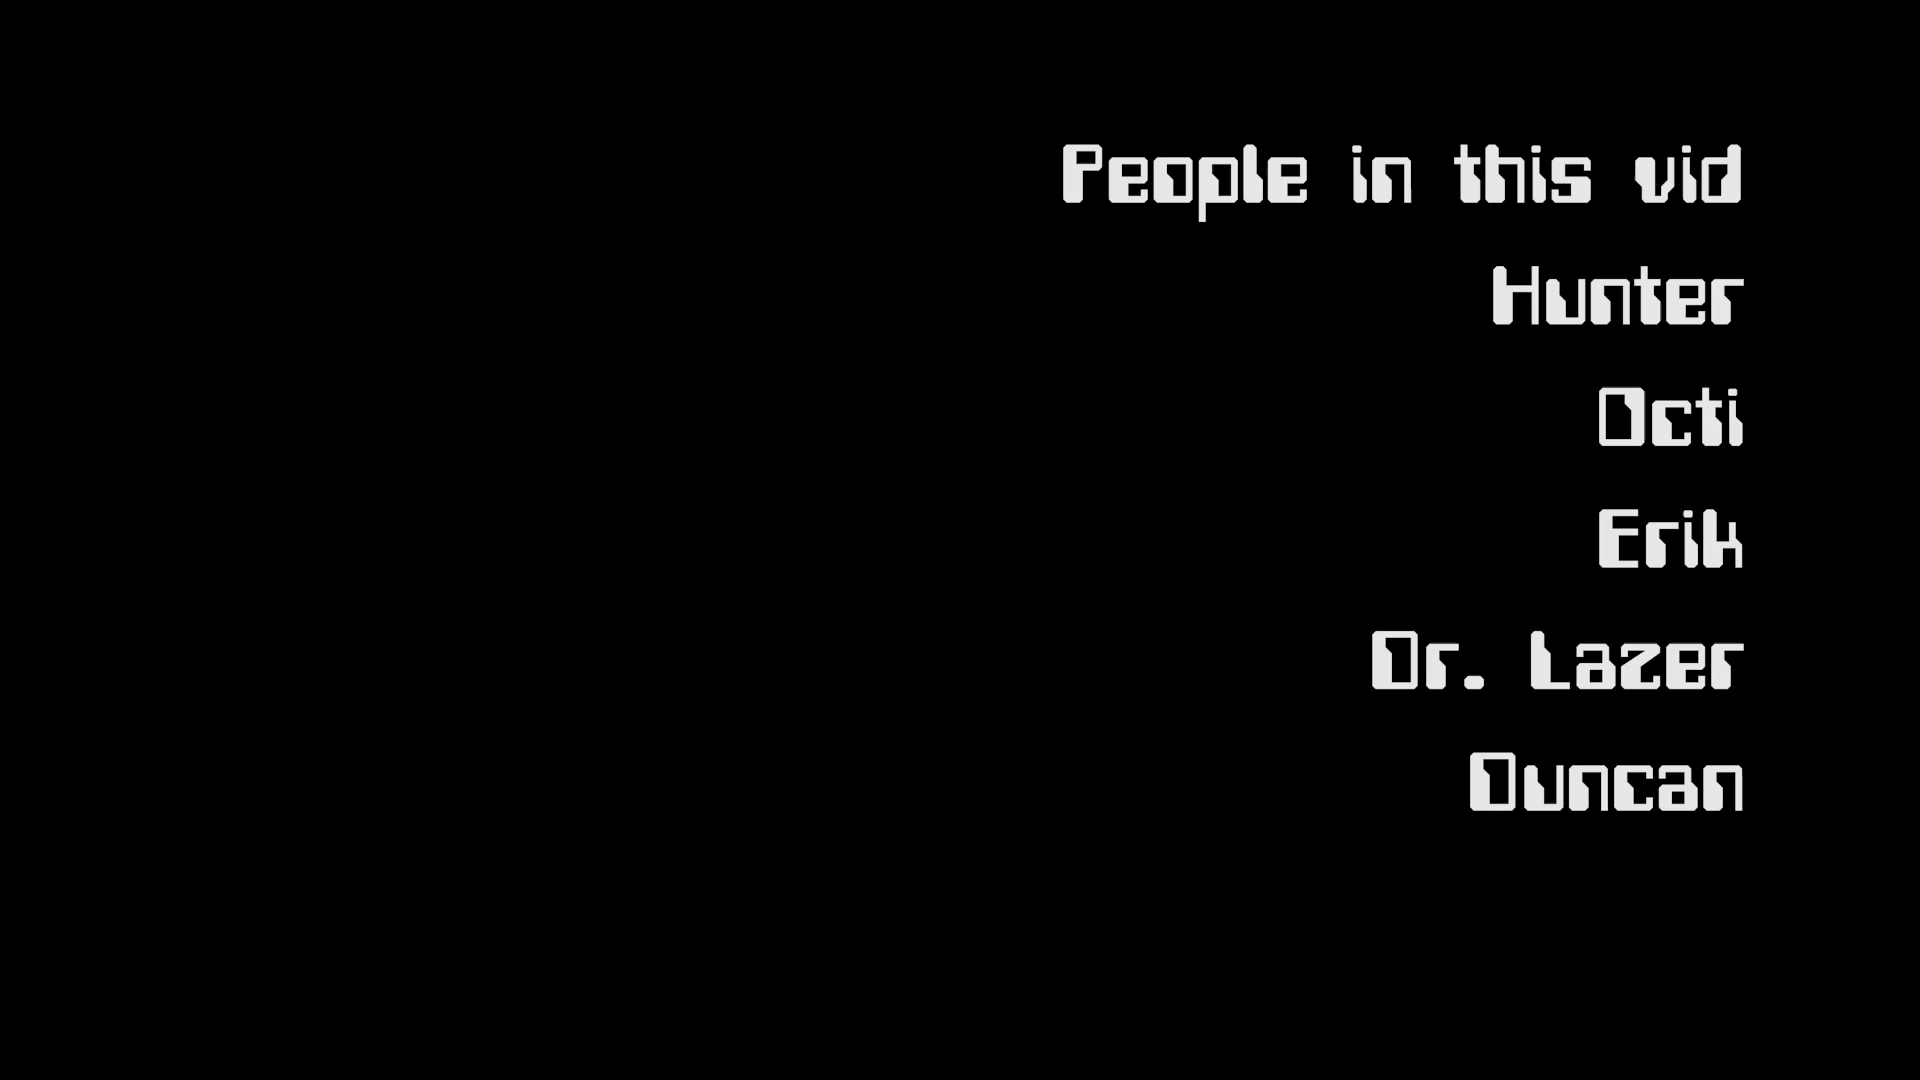 People in this vid
Hunter
Octi
Erik
Dr. Lazer
Duncan